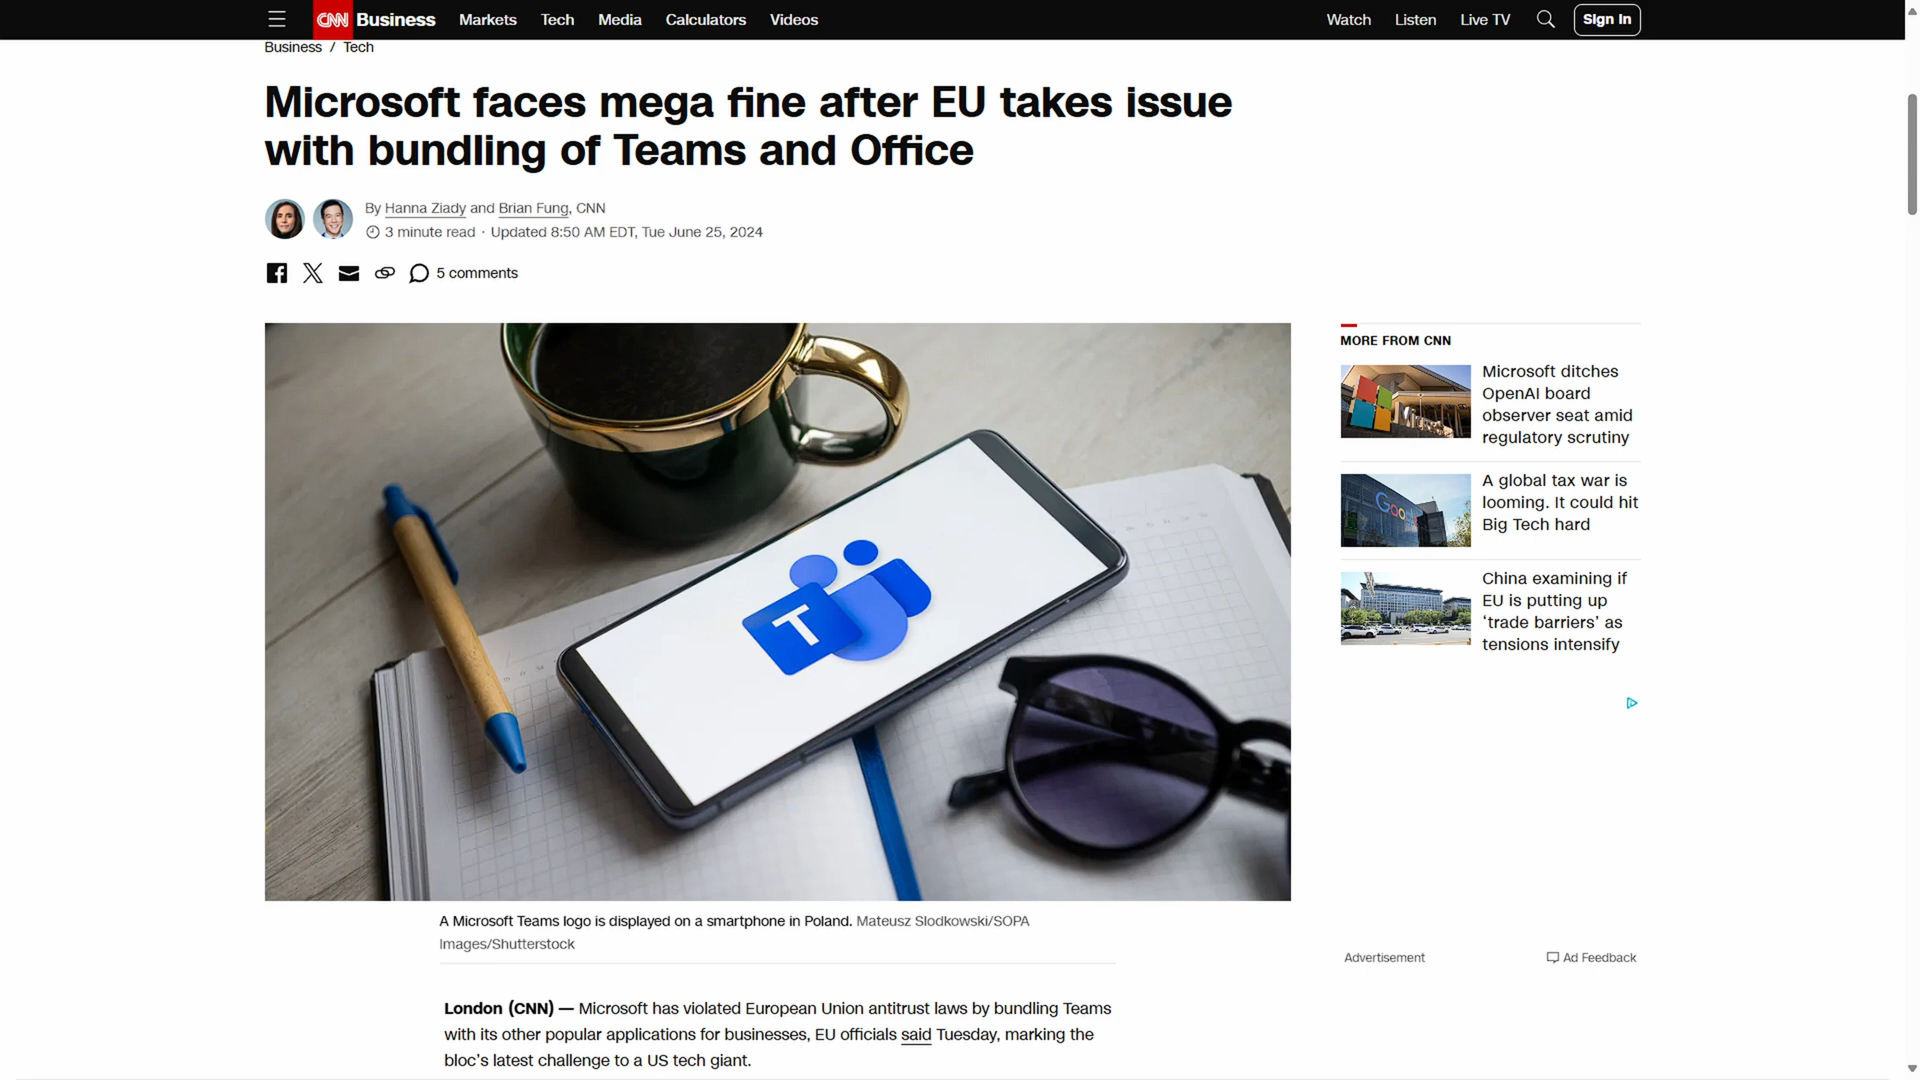 CNN Business Markets Tech Media Calculators Videos Watch Listen Live TV Sign in
Business / Tech
Microsoft faces mega fine after EU takes issue
with bundling of Teams and Office
By Hanna Ziady and Brian Fung, CNN
3 minute read · Updated 8:50 AM EDT, Tue June 25, 2024
5 comments
T
A Microsoft Teams logo is displayed on a smartphone in Poland. Mateusz Slodkowski/SOPA
Images/Shutterstock
London (CNN) — Microsoft has violated European Union antitrust laws by bundling Teams
with its other popular applications for businesses, EU officials said Tuesday, marking the
bloc’s latest challenge to a US tech giant.
MORE FROM CNN
Microsoft ditches
OpenAI board
observer seat amid
regulatory scrutiny
Google
A global tax war is
looming. It could hit
Big Tech hard
China examining if
EU is putting up
‘trade barriers’ as
tensions intensify
Advertisement
Ad Feedback